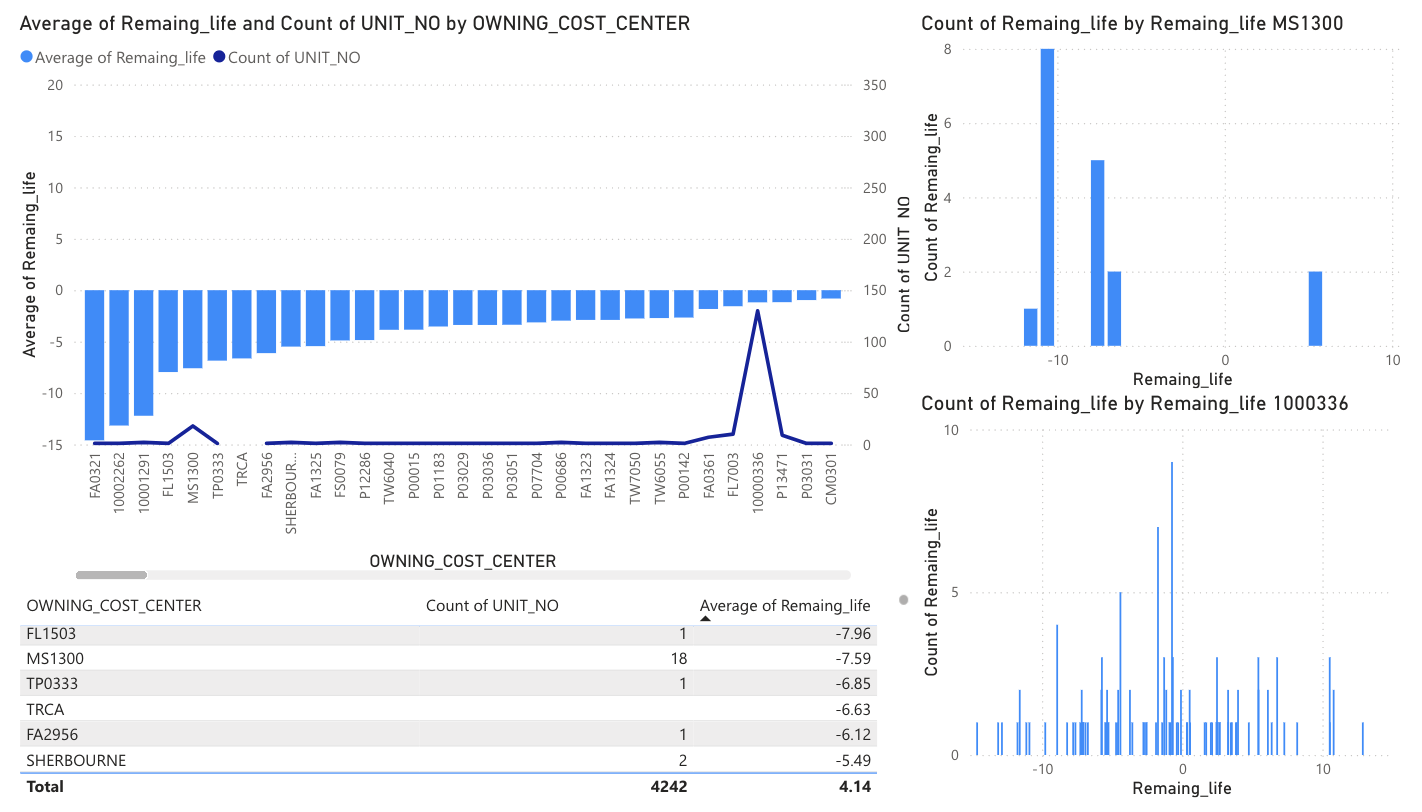 Average of Remaing_life and Count of UNIT_NO by OWNING_COST_CENTER
Average of Remaing_life Count of UNIT_NO
20
15
10
5
0
-5
-10
-15
Average of Remaing_life
350
300
250
200
150
100
50
0
Count of UNIT_NO
FA0321
10002262
10001291
FL1503
MS1300
TP0333
TRCA
FA2956
SHERBOUR...
FA1325
FS0079
P12286
TW6040
P00015
P01183
P03029
P03036
P03051
P07704
P00686
FA1323
FA1324
TW7050
TW6055
P00142
FA0361
FL7003
10000336
P13471
P03031
CM0301
OWNING_COST_CENTER
OWNING_COST_CENTER Count of UNIT_NO Average of Remaing_life
FL1503 1 -7.96
MS1300 18 -7.59
TP0333 1 -6.85
TRCA -6.63
FA2956 1 -6.12
SHERBOURNE 2 -5.49
Total 4242 4.14
Count of Remaing_life by Remaing_life MS1300
8
6
4
2
0
Count of Remaing_life
-10 0 10
Remaing_life
Count of Remaing_life by Remaing_life 1000336
10
5
0
Count of Remaing_life
-10 0 10
Remaing_life